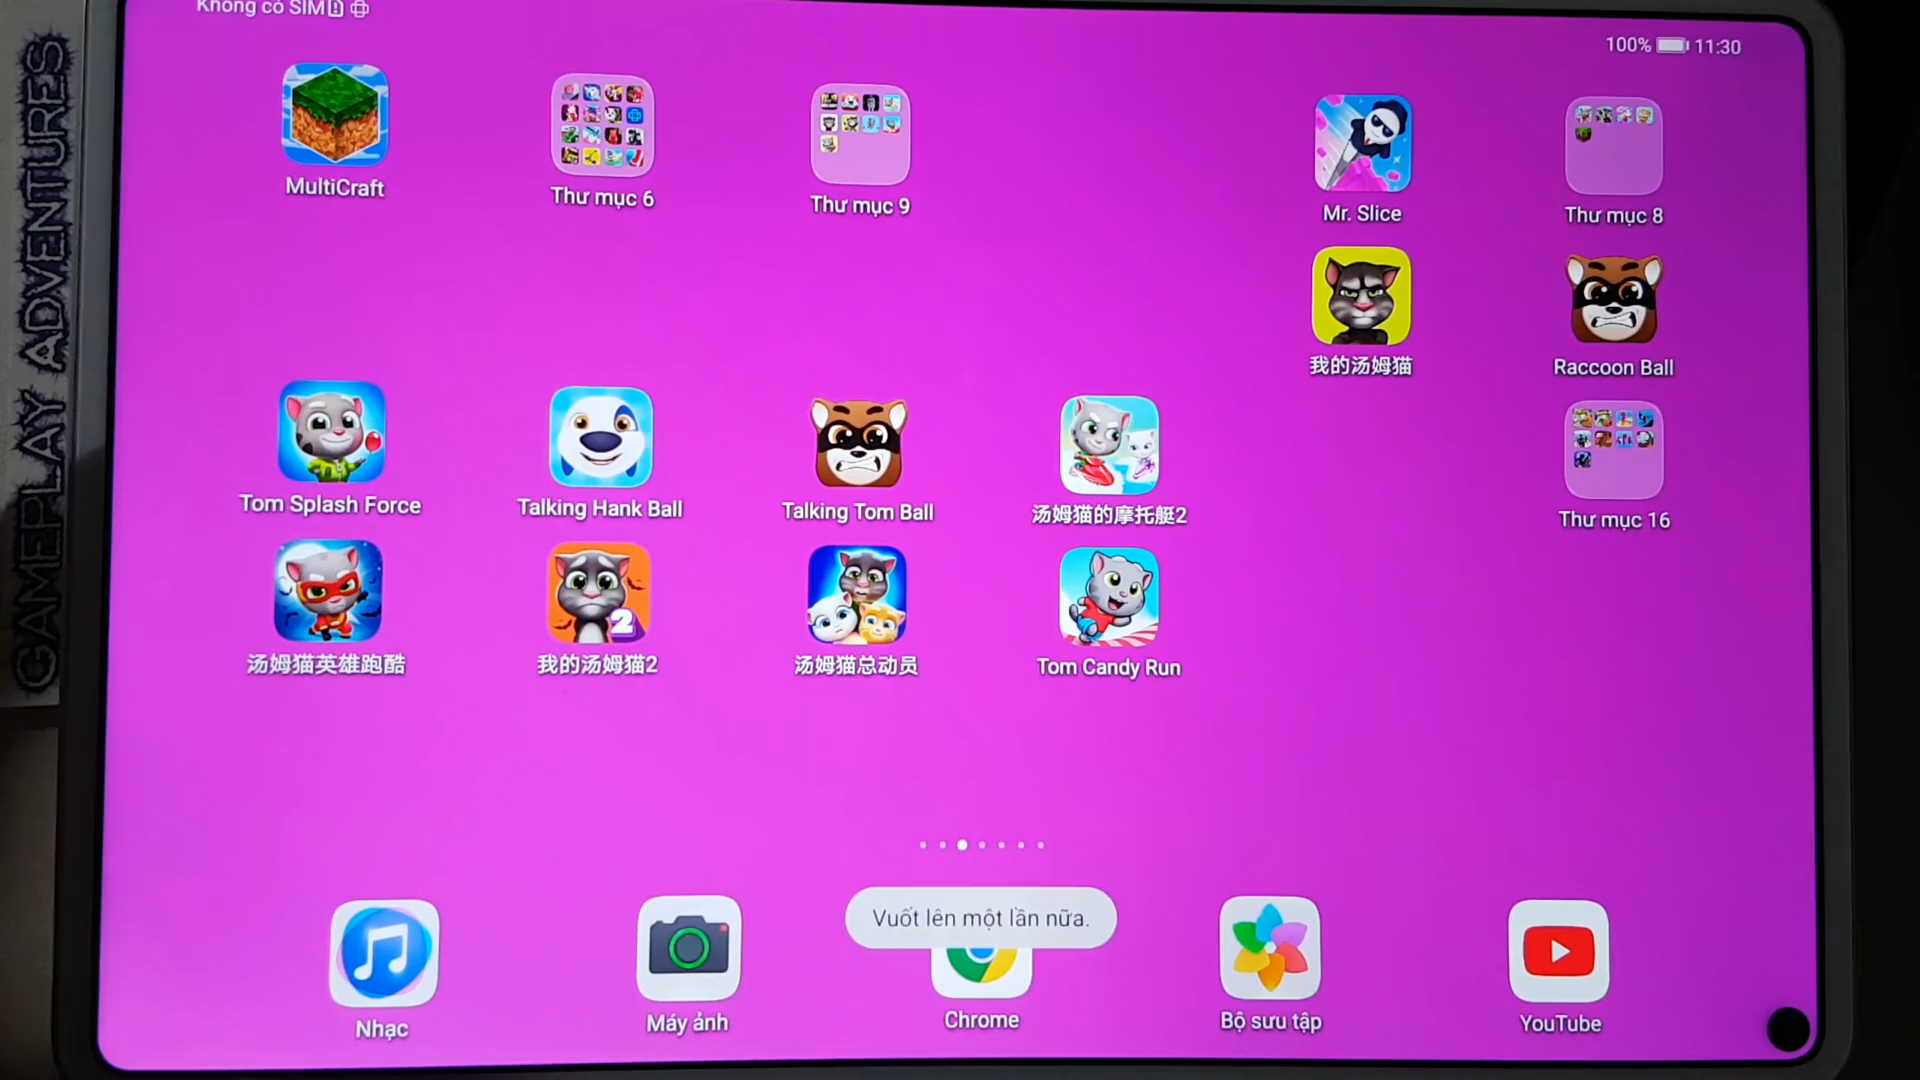 Không có SIM
100% 11:30
GAMEPLAY ADVENTURES
MultiCraft
Thư mục 6
Thư mục 9
Mr. Slice
Thư mục 8
我的汤姆猫
Raccoon Ball
Tom Splash Force
Talking Hank Ball
Talking Tom Ball
汤姆猫的摩托艇2
Thư mục 16
2
汤姆猫英雄跑酷
我的汤姆猫2
汤姆猫总动员
Tom Candy Run
Vuốt lên một lần nữa.
Nhạc
Máy ảnh
Chrome
Bộ sưu tập
YouTube